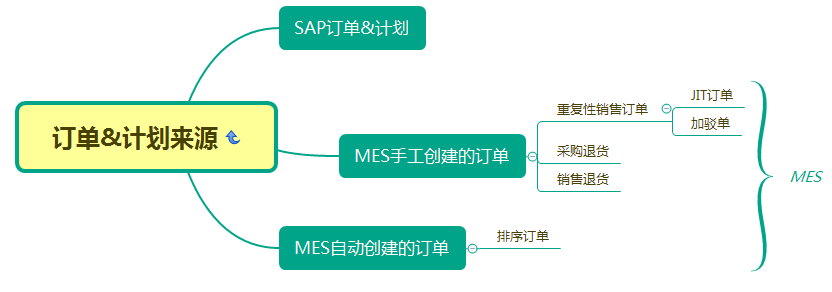 SAP订单&计划
订单&计划来源
MES手工创建的订单
重复性销售订单
JIT订单
加驳单
采购退货
销售退货
MES自动创建的订单
排序订单
MES